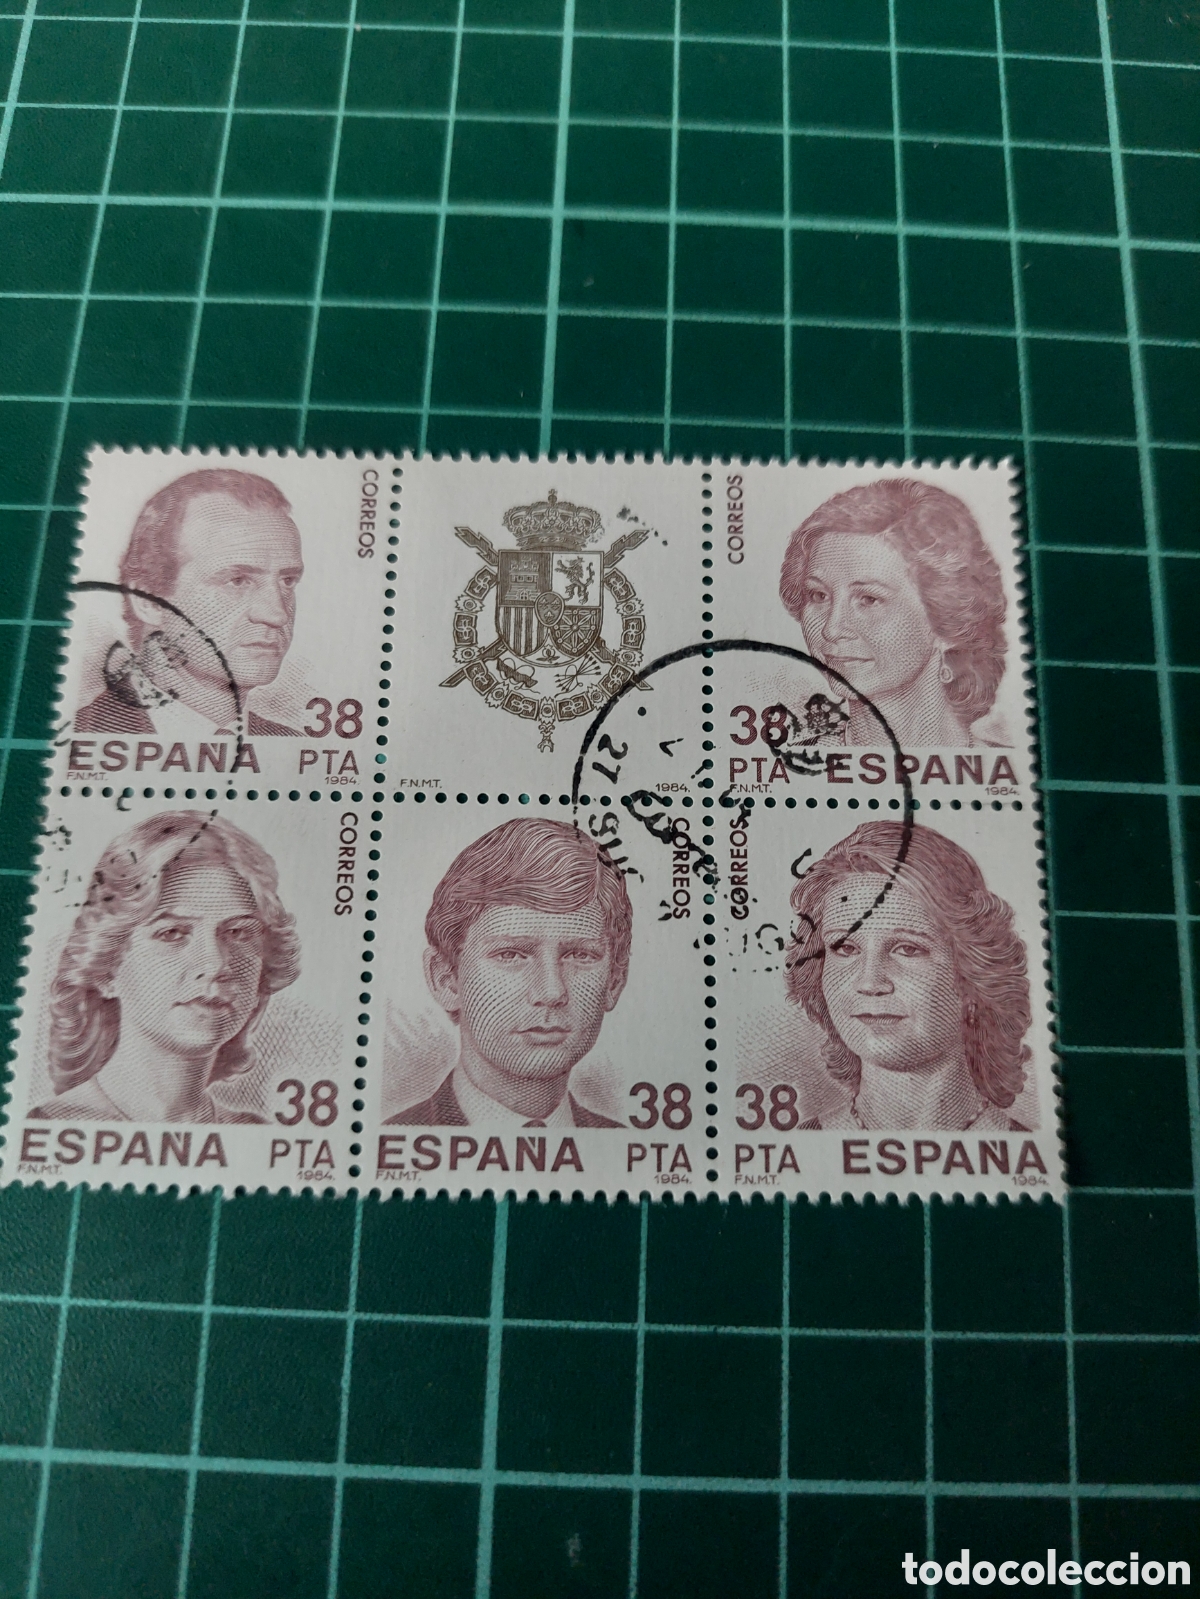 CORREOS
38
ESPAÑA PTA
F.N.M.T. 1984.
F.N.M.T. 1984.
CORREOS
38
PTA ESPAÑA
F.N.M.T. 1984.
CORREOS
38
ESPAÑA PTA
F.N.M.T. 1984.
CORREOS
38
ESPAÑA PTA
F.N.M.T. 1984.
CORREOS
38
PTA ESPAÑA
F.N.M.T. 1984.
27
todocoleccion